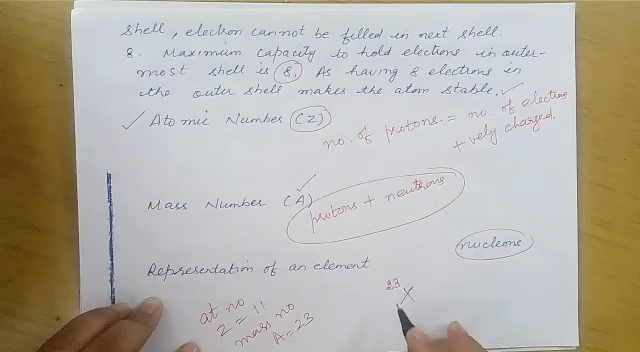 shell, electron cannot be filled in next shell.
8. Maximum capacity to hold electrons in outer-
most shell is 8. As having 8 electrons in
the outer shell makes the atom stable.
Atomic Number (Z)
no. of protons. = no. of electrons
+vely charged.
Mass Number (A)
protons + neutrons
nucleons
Representation of an element
at no
Z = 11
mass no
A = 23
23 X